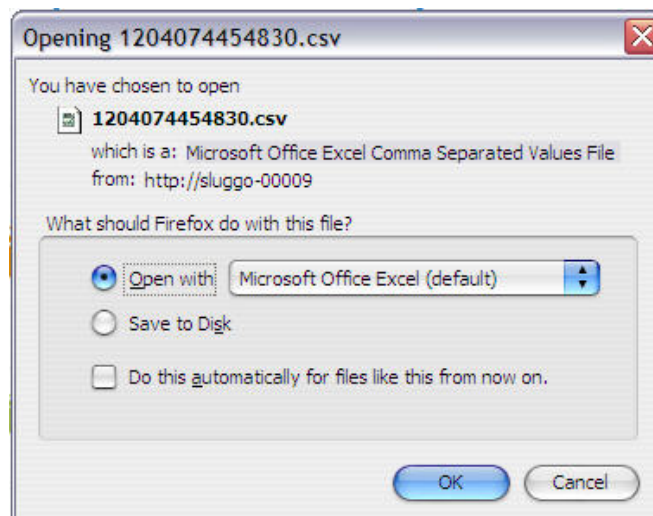 Opening 1204074454830.csv
You have chosen to open
1204074454830.csv
which is a: Microsoft Office Excel Comma Separated Values File
from: http://sluggo-00009
What should Firefox do with this file?
Open with Microsoft Office Excel (default)
Save to Disk
Do this automatically for files like this from now on.
OK Cancel